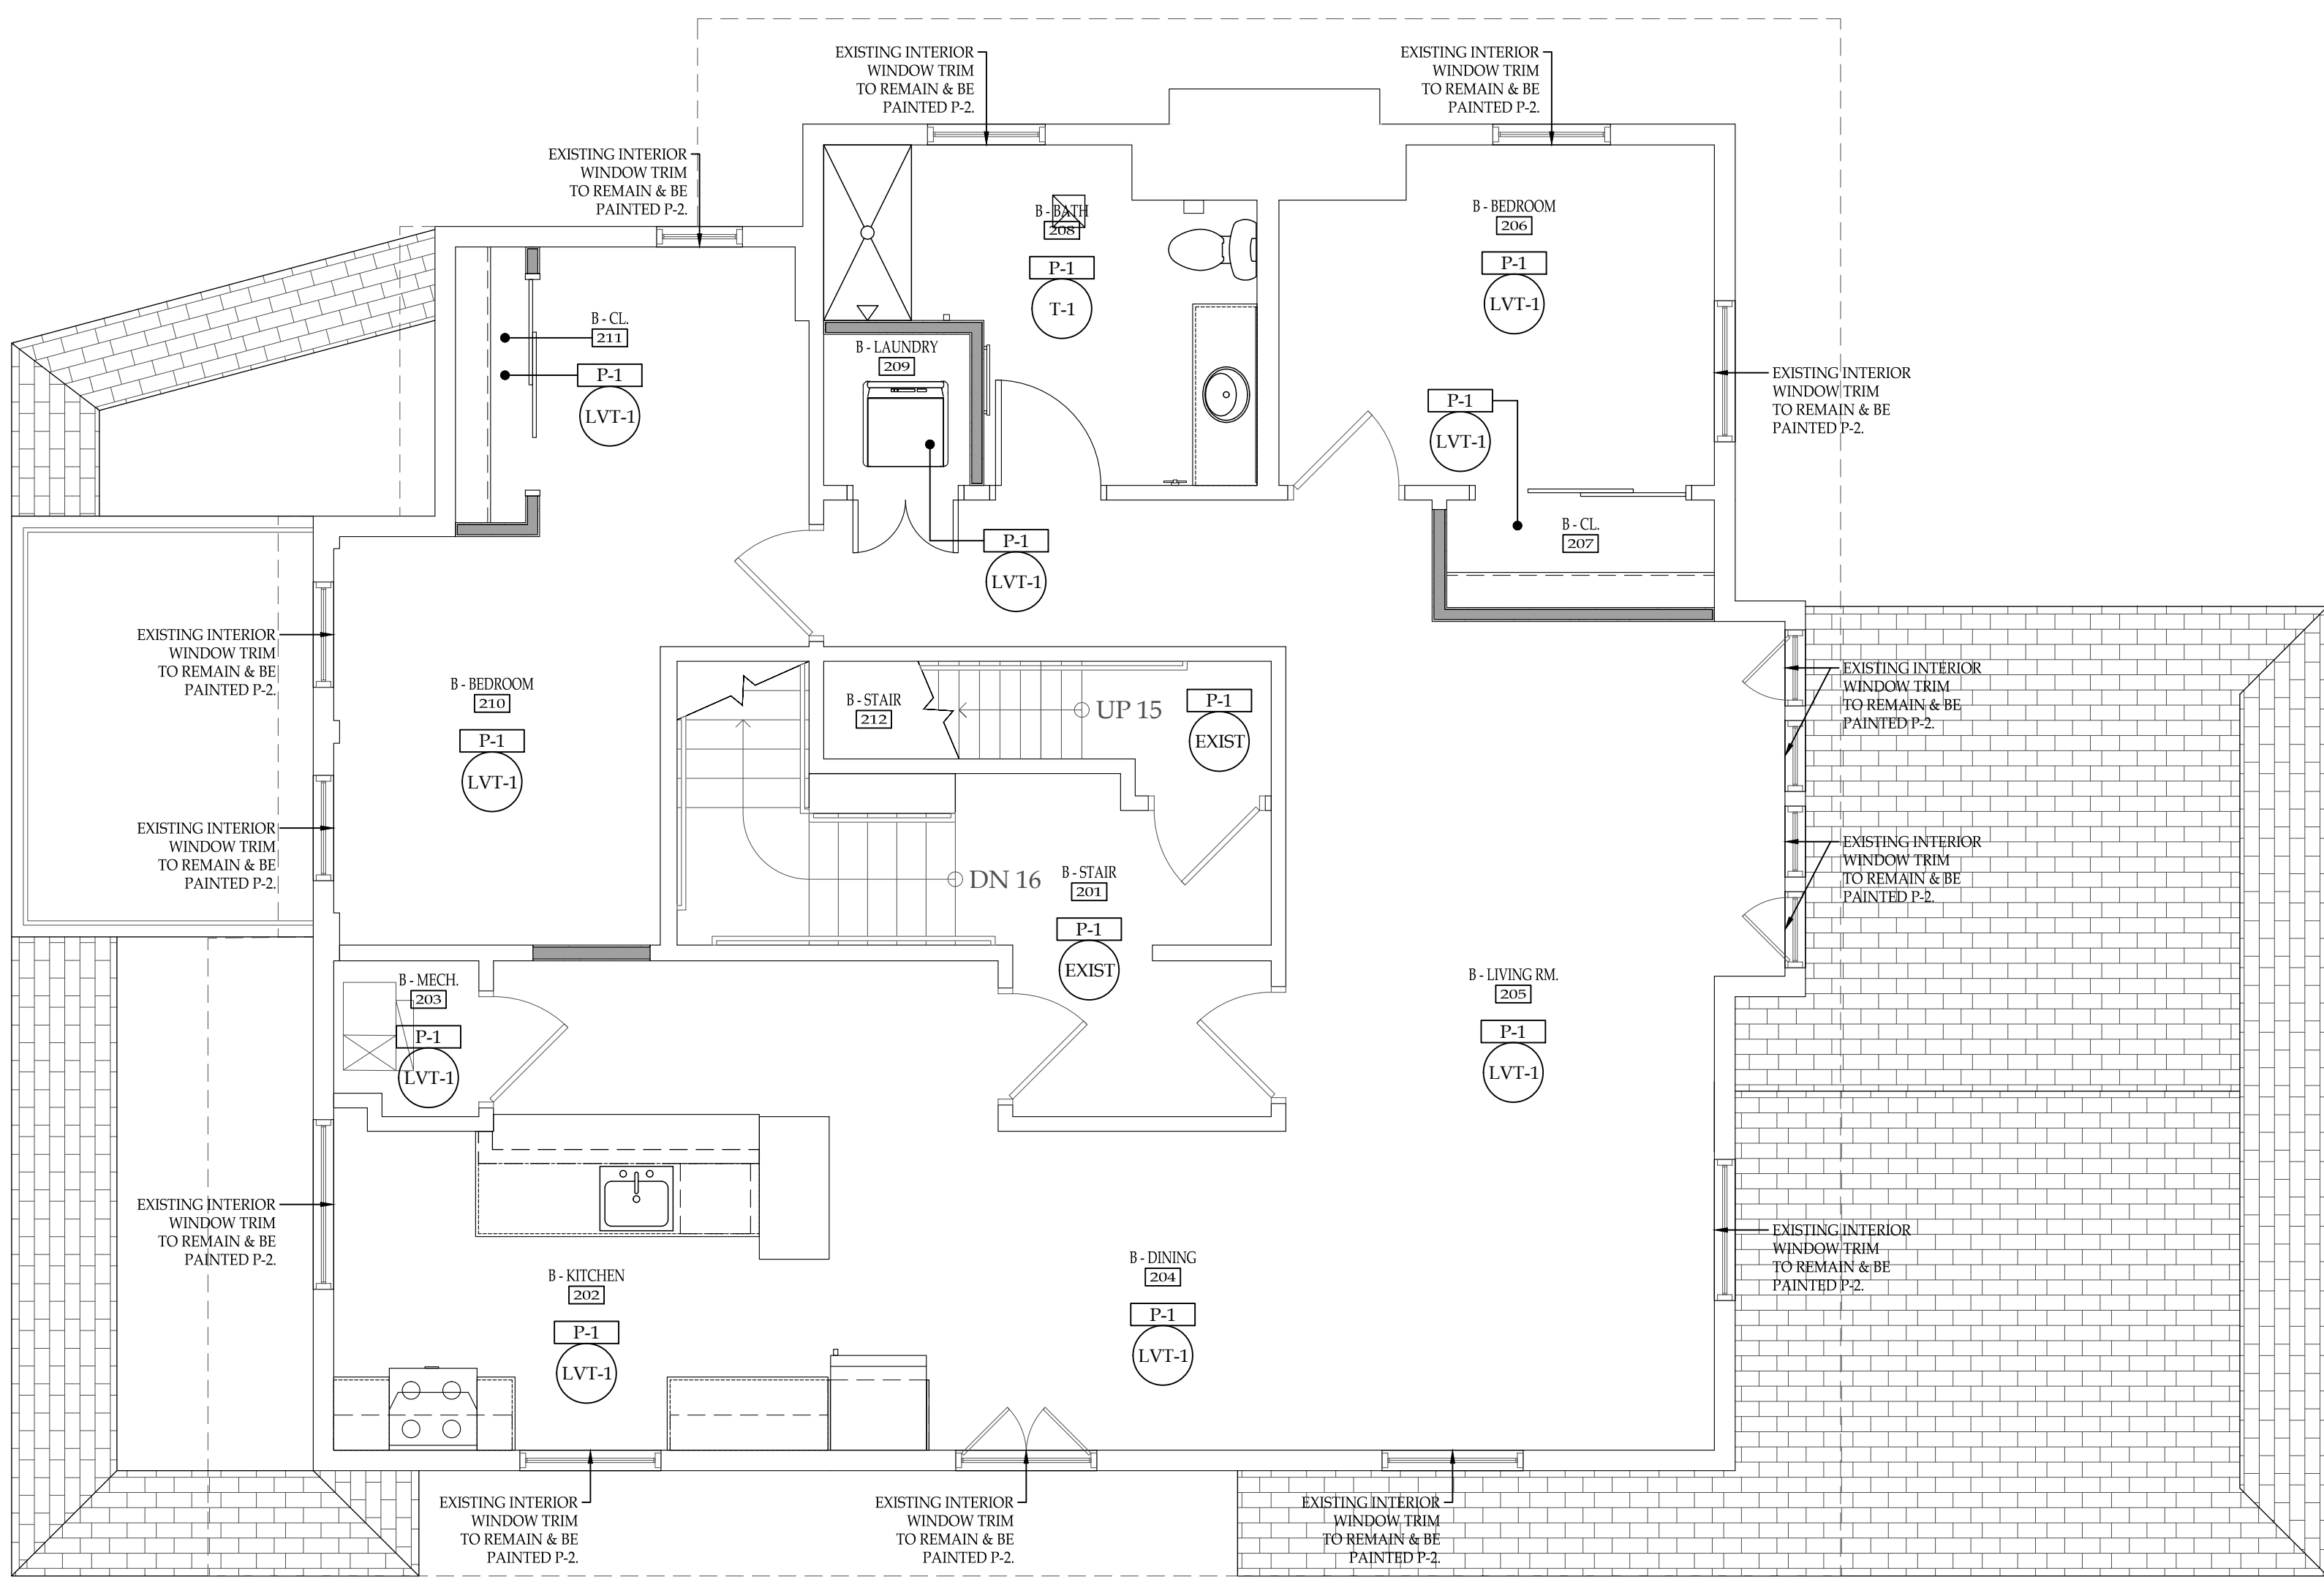 EXISTING INTERIOR
WINDOW TRIM
TO REMAIN & BE
PAINTED P-2.
EXISTING INTERIOR
WINDOW TRIM
TO REMAIN & BE
PAINTED P-2.
EXISTING INTERIOR
WINDOW TRIM
TO REMAIN & BE
PAINTED P-2.
B - BATH
208
P-1
T-1
B - BEDROOM
206
P-1
LVT-1
B - CL.
211
P-1
LVT-1
B - LAUNDRY
209
EXISTING INTERIOR
WINDOW TRIM
TO REMAIN & BE
PAINTED P-2.
P-1
LVT-1
B - CL.
207
P-1
LVT-1
EXISTING INTERIOR
WINDOW TRIM
TO REMAIN & BE
PAINTED P-2.
B - BEDROOM
210
P-1
LVT-1
B - STAIR
212
UP 15
P-1
EXIST
EXISTING INTERIOR
WINDOW TRIM
TO REMAIN & BE
PAINTED P-2.
EXISTING INTERIOR
WINDOW TRIM
TO REMAIN & BE
PAINTED P-2.
DN 16
B - STAIR
201
P-1
EXIST
EXISTING INTERIOR
WINDOW TRIM
TO REMAIN & BE
PAINTED P-2.
B - MECH.
203
P-1
LVT-1
B - LIVING RM.
205
P-1
LVT-1
EXISTING INTERIOR
WINDOW TRIM
TO REMAIN & BE
PAINTED P-2.
B - KITCHEN
202
P-1
LVT-1
B - DINING
204
P-1
LVT-1
EXISTING INTERIOR
WINDOW TRIM
TO REMAIN & BE
PAINTED P-2.
EXISTING INTERIOR
WINDOW TRIM
TO REMAIN & BE
PAINTED P-2.
EXISTING INTERIOR
WINDOW TRIM
TO REMAIN & BE
PAINTED P-2.
EXISTING INTERIOR
WINDOW TRIM
TO REMAIN & BE
PAINTED P-2.